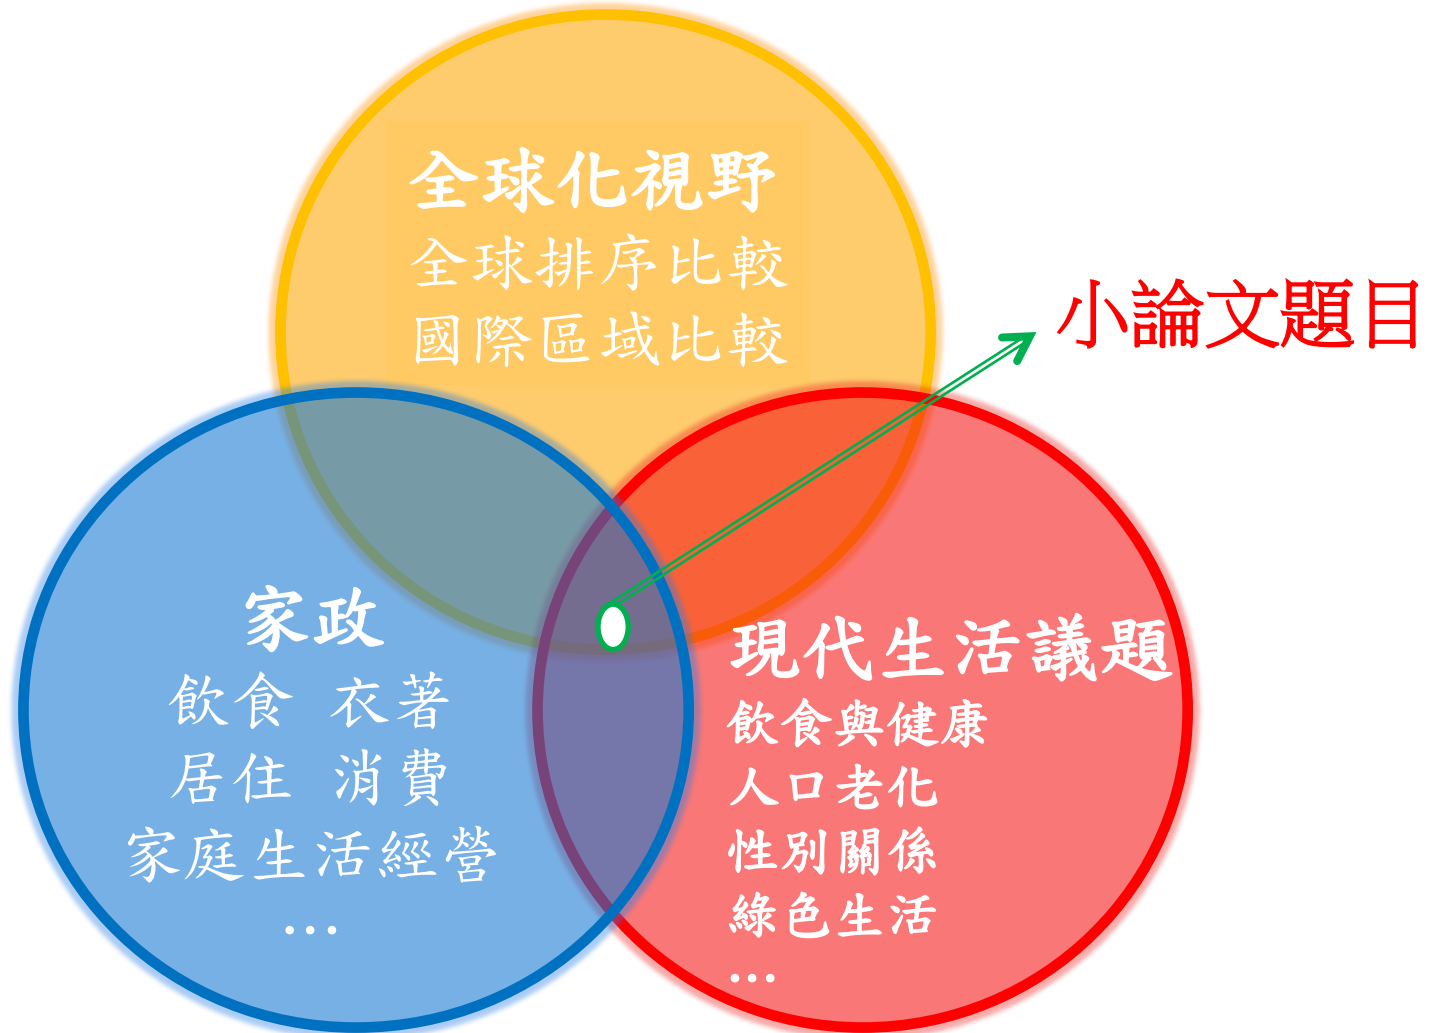 全球化視野
全球排序比較
國際區域比較
小論文題目
家政
飲食 衣著
居住 消費
家庭生活經營
...
現代生活議題
飲食與健康
人口老化
性別關係
綠色生活
...